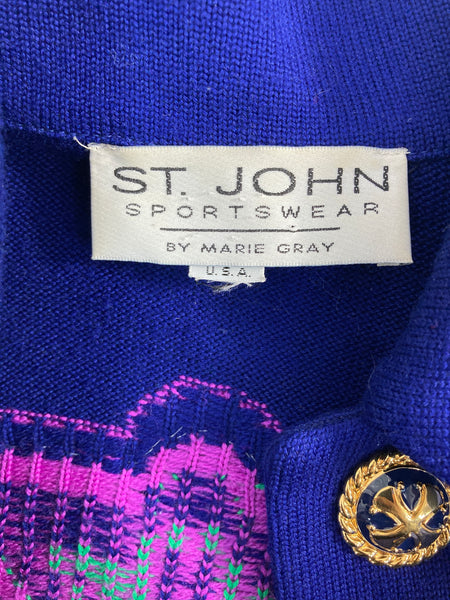 ST. JOHN
SPORTSWEAR
BY MARIE GRAY
U.S.A.